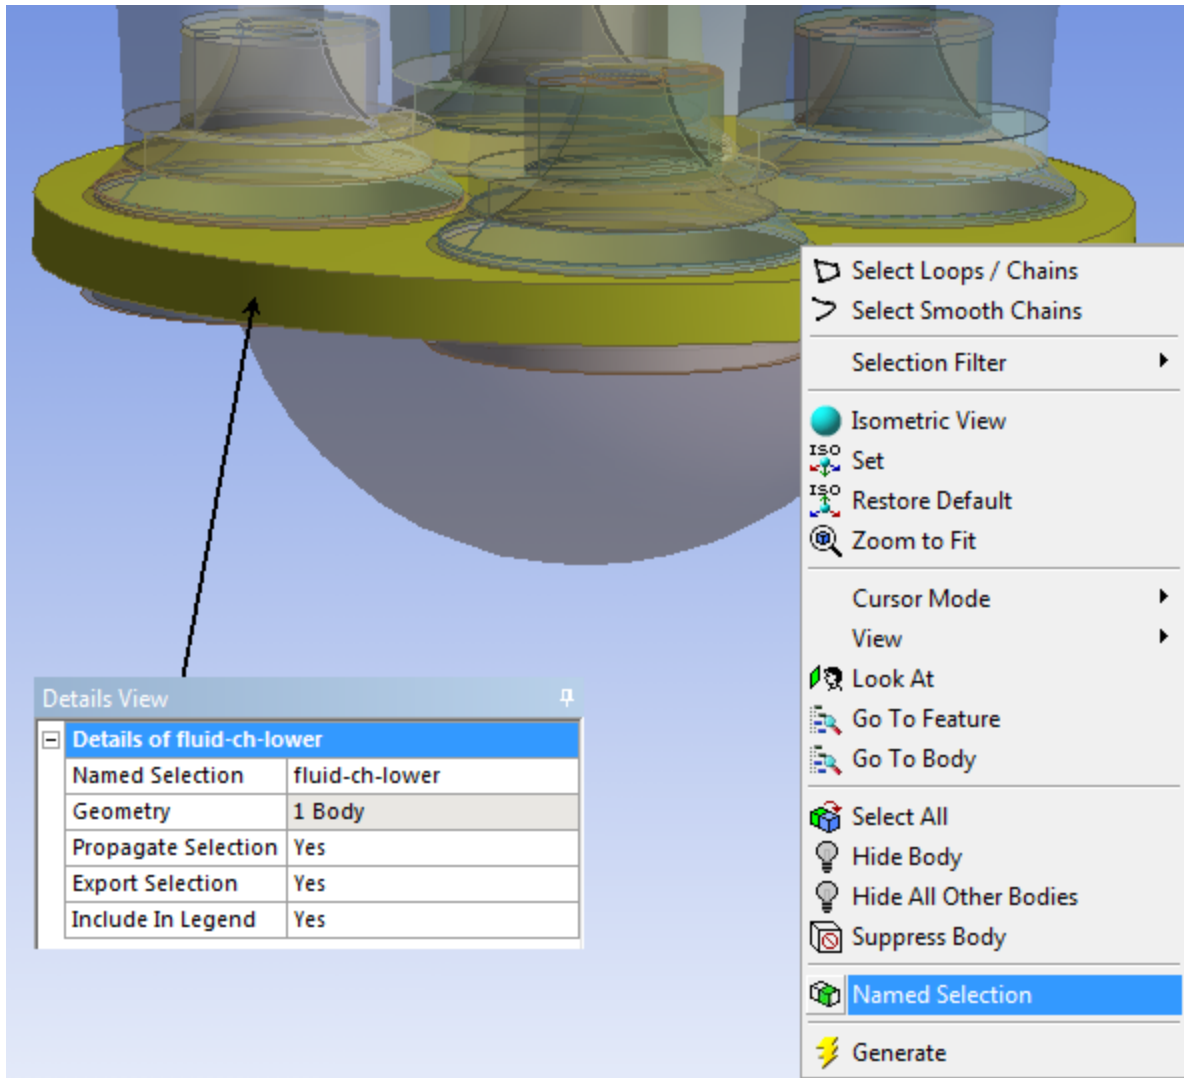 Select Loops / Chains
Select Smooth Chains
Selection Filter
Isometric View
ISO
Set
ISO
Restore Default
Zoom to Fit
Cursor Mode
View
Look At
Go To Feature
Go To Body
Select All
Hide Body
Hide All Other Bodies
Suppress Body
Named Selection
Generate
Details View
Details of fluid-ch-lower
Named Selection fluid-ch-lower
Geometry 1 Body
Propagate Selection Yes
Export Selection Yes
Include In Legend Yes